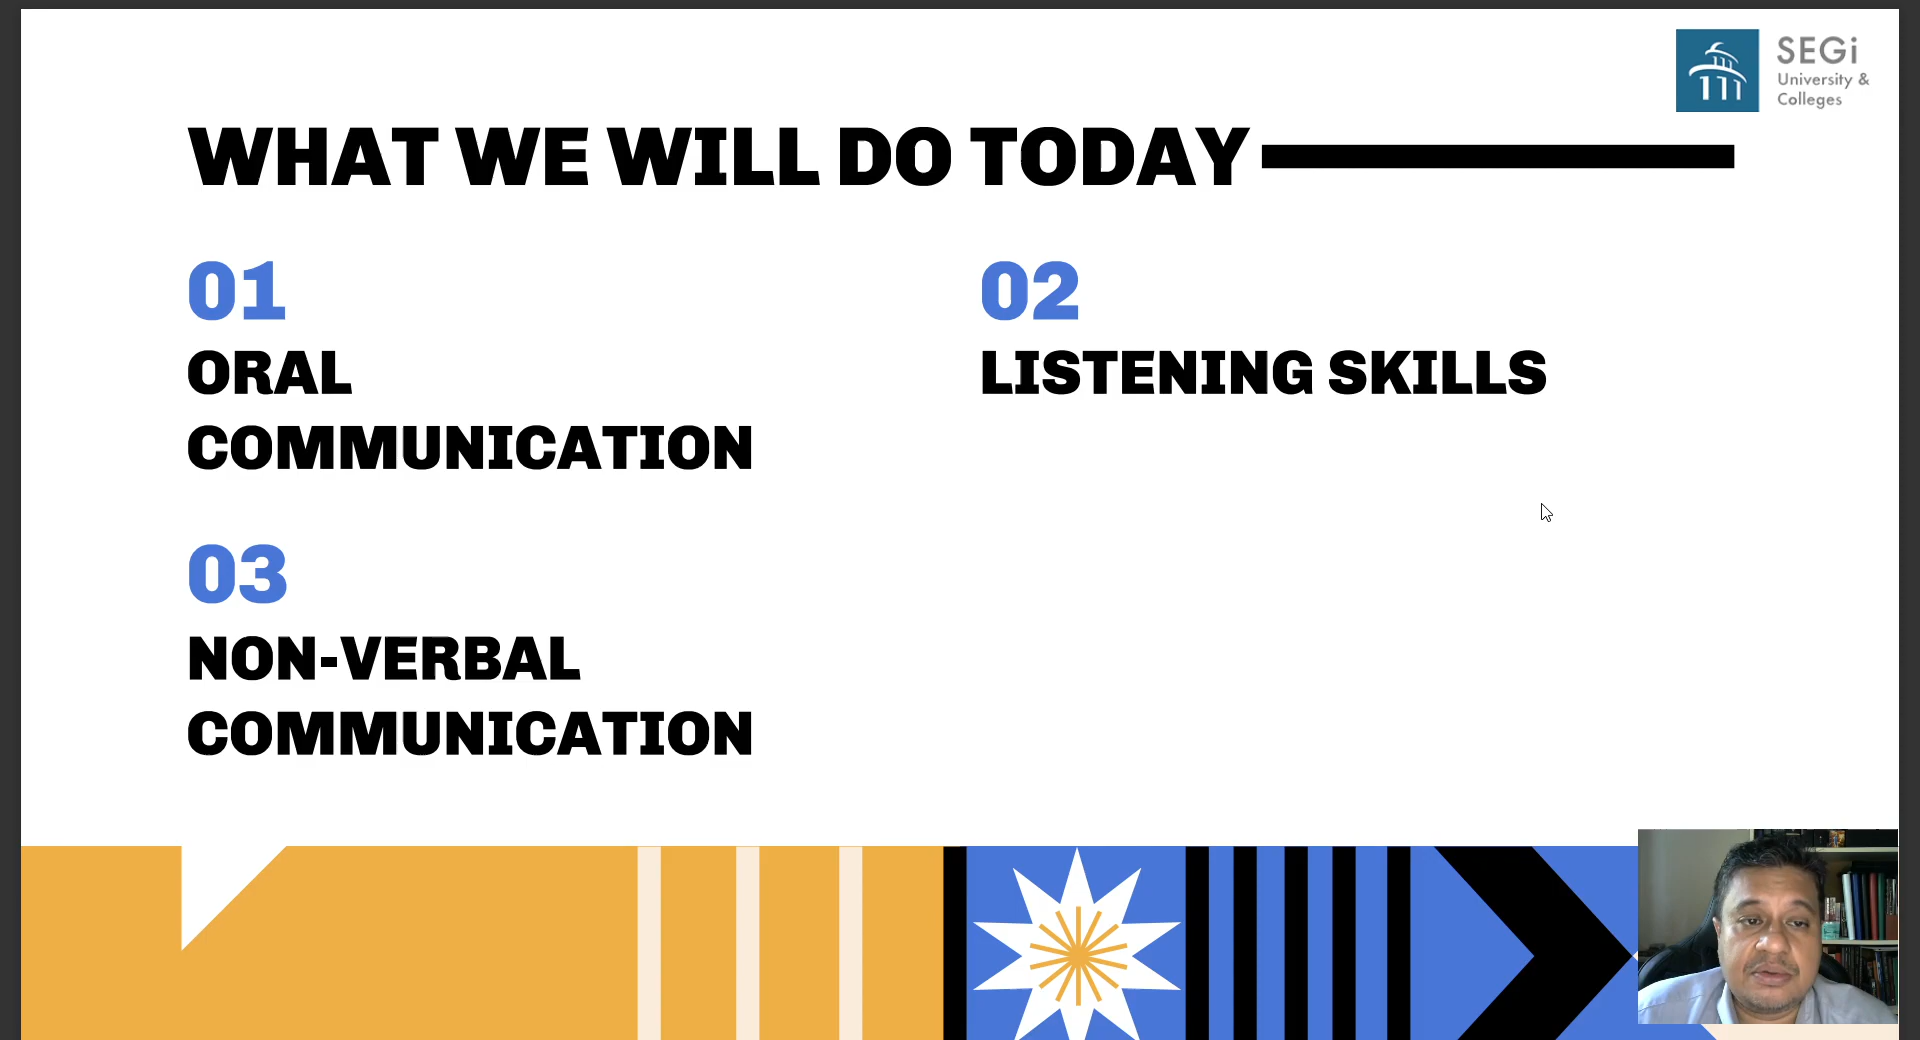 SEGi
University &
Colleges
WHAT WE WILL DO TODAY
01
ORAL
COMMUNICATION
02
LISTENING SKILLS
03
NON-VERBAL
COMMUNICATION